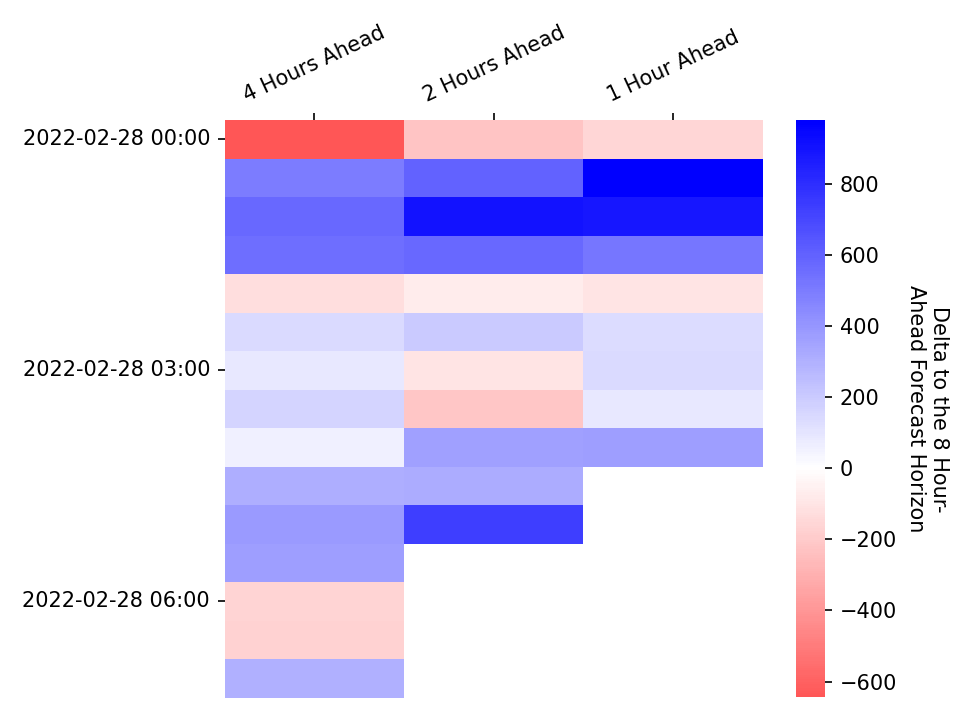 4 Hours Ahead
2 Hours Ahead
1 Hour Ahead
2022-02-28 00:00
2022-02-28 03:00
2022-02-28 06:00
800
600
400
200
0
−200
−400
−600
Delta to the 8 Hour-
Ahead Forecast Horizon